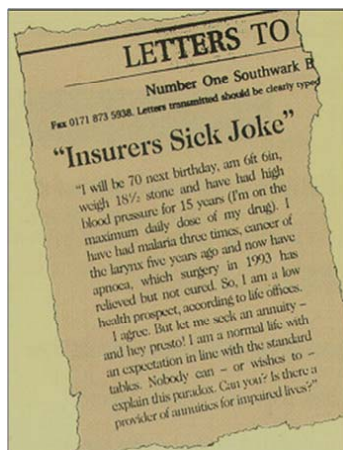 LETTERS TO
Number One Southwark B
Fax 0171 873 5938. Letters transmitted should be clearly typed
“Insurers Sick Joke”
“I will be 70 next birthday, am 6ft 6in,
weigh 18½ stone and have had high
blood pressure for 15 years (I'm on the
maximum daily dose of my drug). I
have had malaria three times, cancer of
the larynx five years ago and now have
apnoea, which surgery in 1993 has
relieved but not cured. So, I am a low
health prospect, according to life offices.
I agree. But let me seek an annuity –
and hey presto! I am a normal life with
an expectation in line with the standard
tables. Nobody can – or wishes to –
explain this paradox. Can you? Is there a
provider of annuities for impaired lives?”